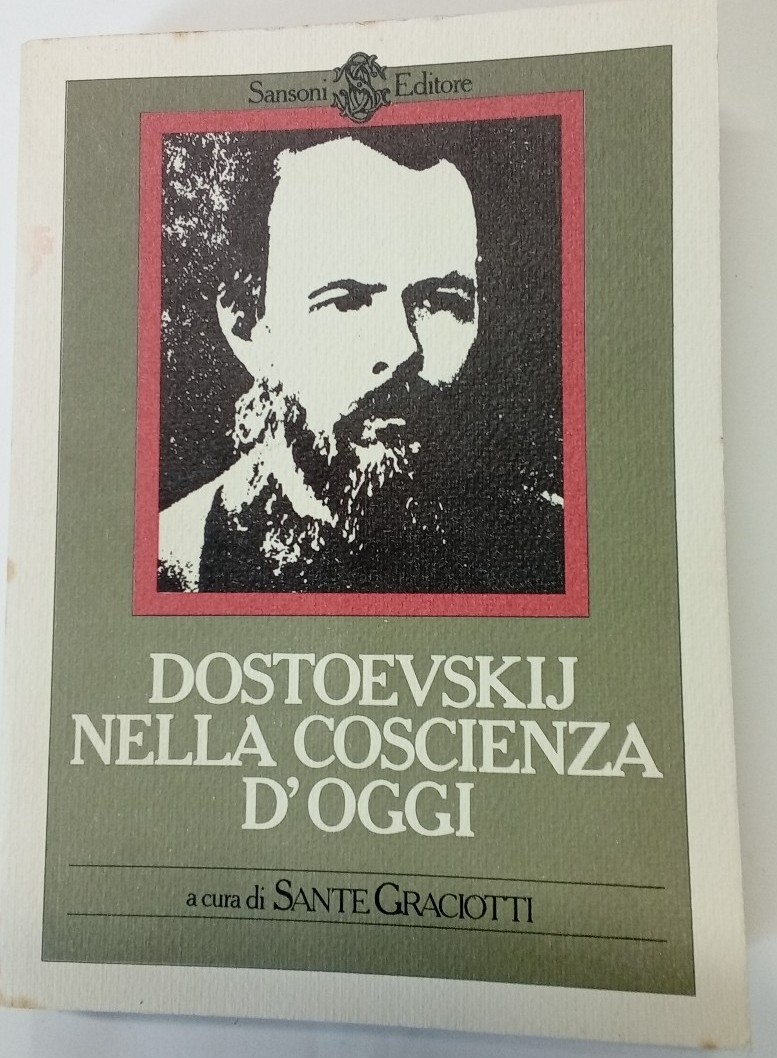 Sansoni Editore
DOSTOEVSKIJ
NELLA COSCIENZA
D'OGGI
a cura di SANTE GRACIOTTI